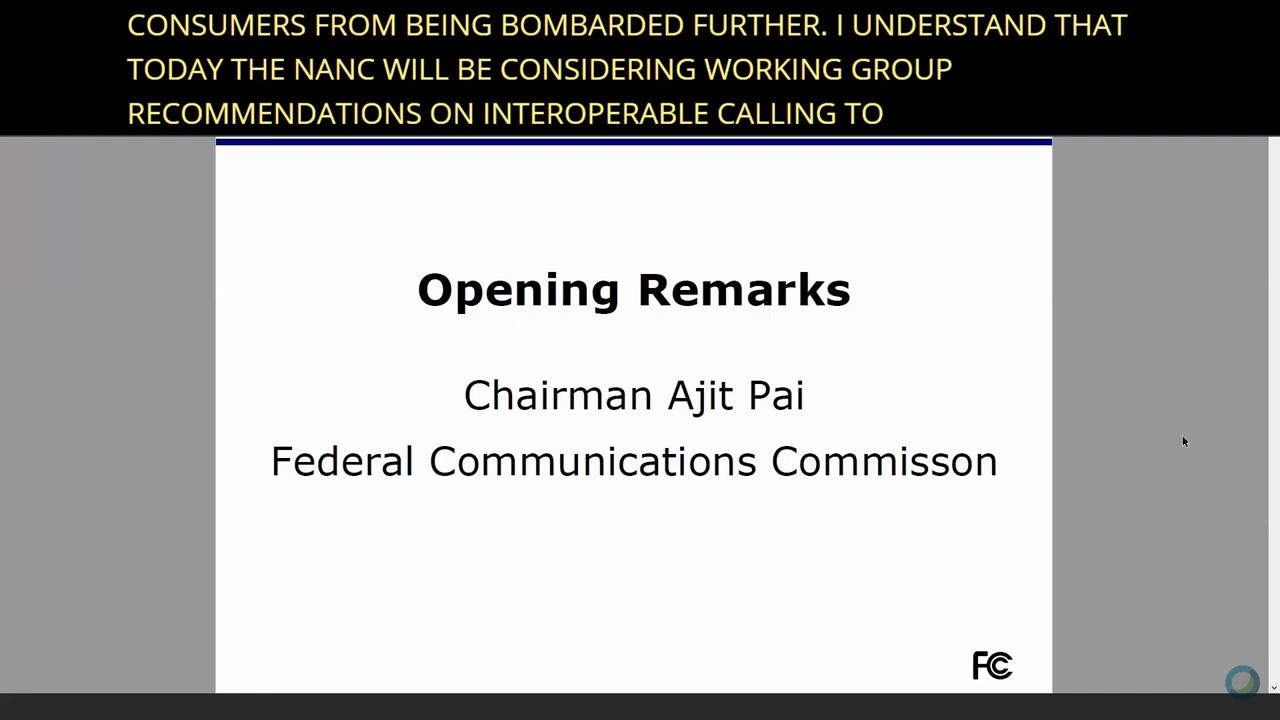 CONSUMERS FROM BEING BOMBARDED FURTHER. I UNDERSTAND THAT
TODAY THE NANC WILL BE CONSIDERING WORKING GROUP
RECOMMENDATIONS ON INTEROPERABLE CALLING TO
Opening Remarks
Chairman Ajit Pai
Federal Communications Commisson
FCC